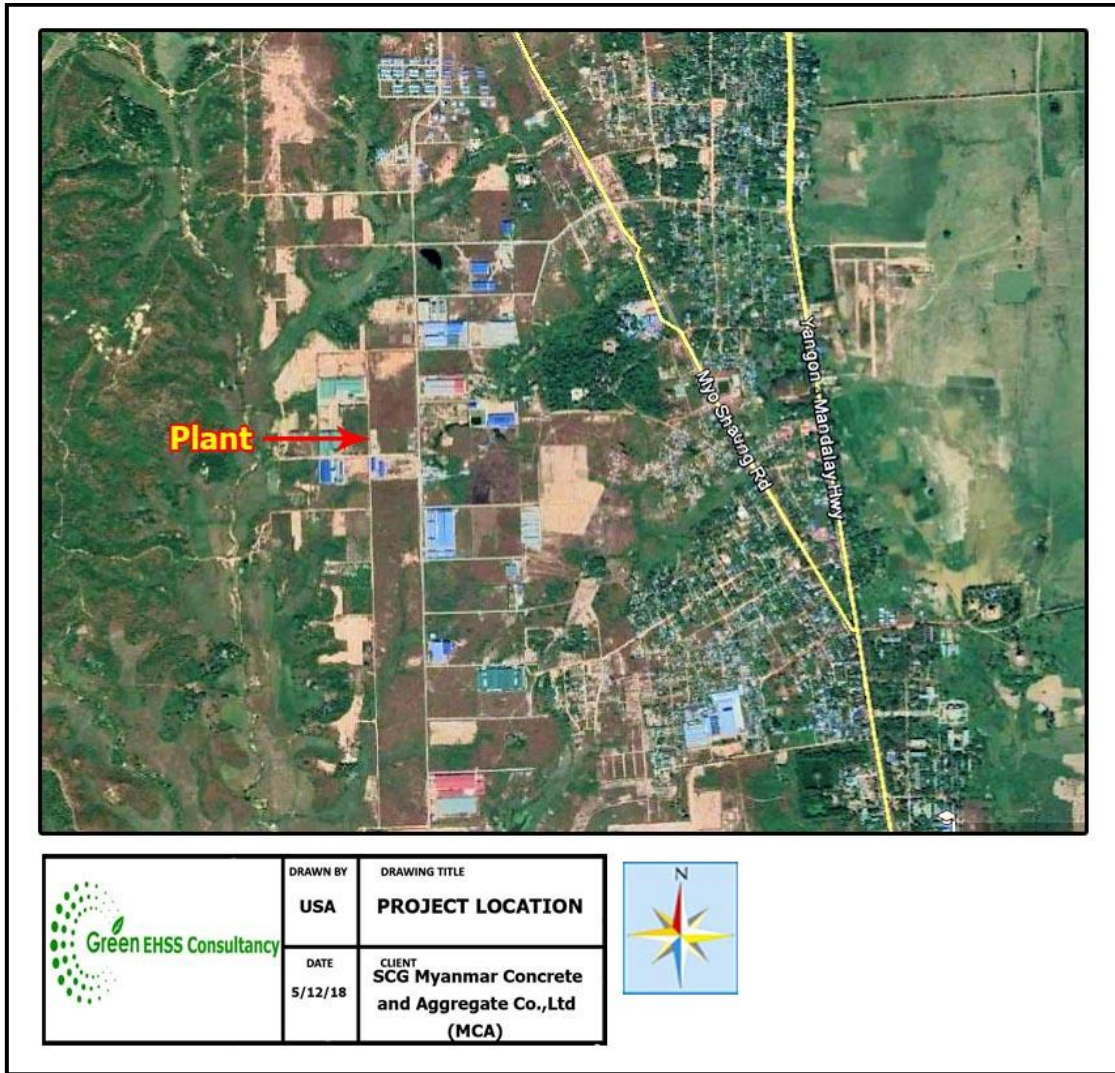 Plant
Myo Shaung Rd
Yangon - Mandalay Hwy
Green EHSS Consultancy
DRAWN BY
USA
DRAWING TITLE
PROJECT LOCATION
DATE
5/12/18
CLIENT
SCG Myanmar Concrete
and Aggregate Co.,Ltd
(MCA)
N